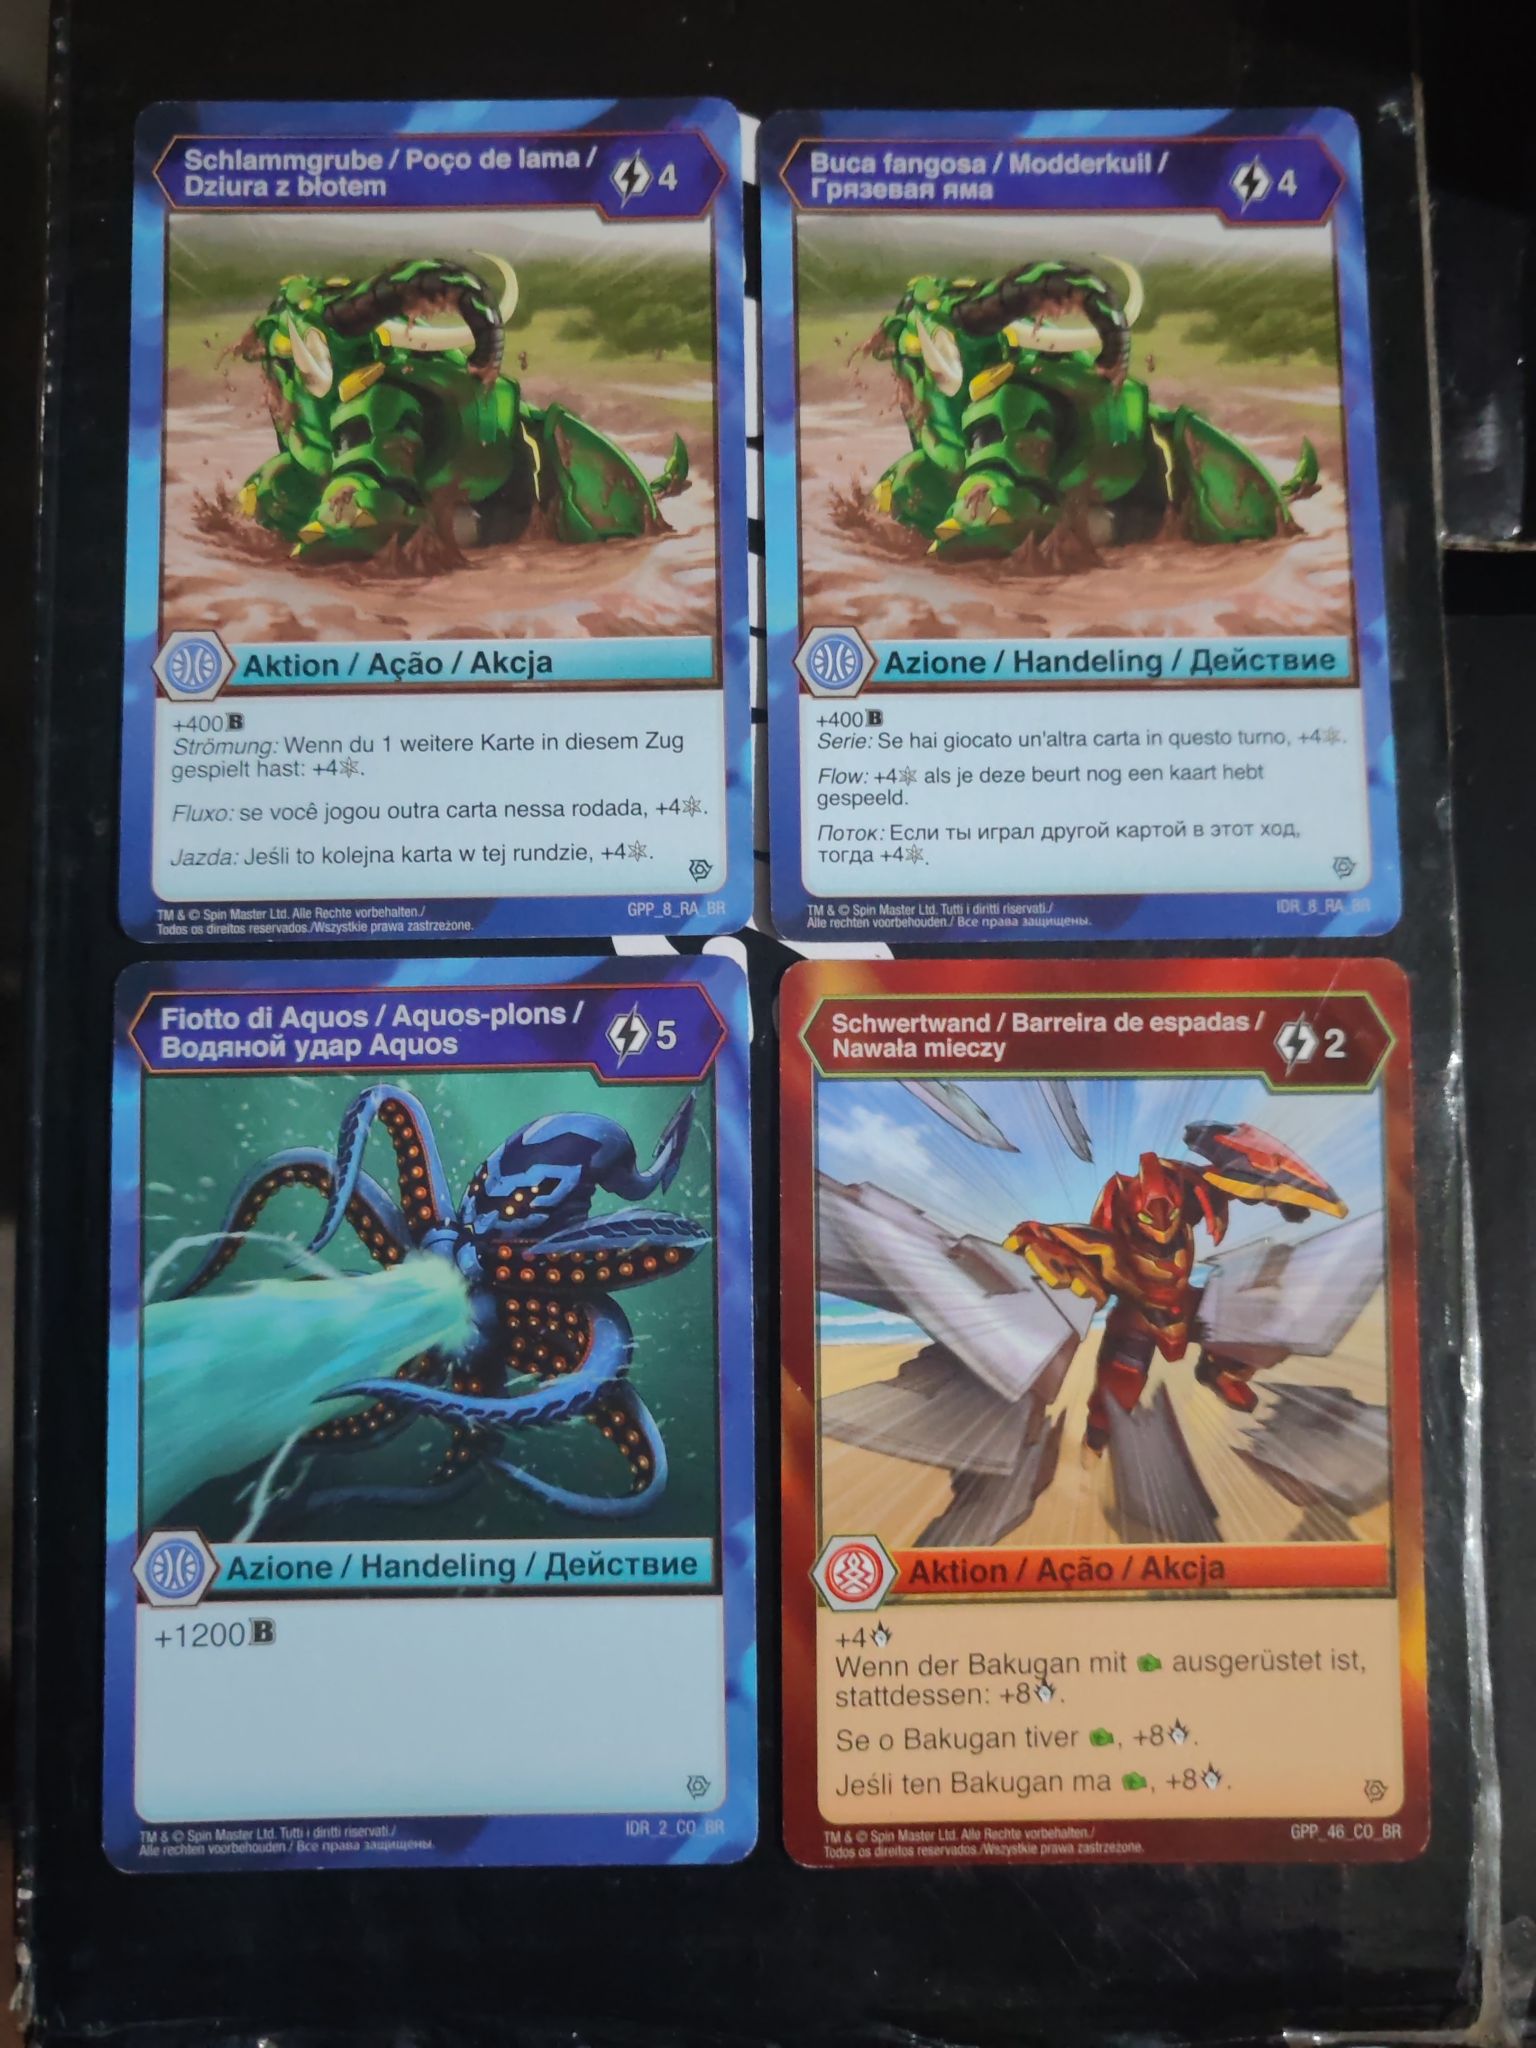 Schlammgrube / Poço de lama /
Dziura z błotem
4
Aktion / Ação / Akcja
+400 B
Strömung: Wenn du 1 weitere Karte in diesem Zug
gespielt hast: +4.
Fluxo: se você jogou outra carta nessa rodada, +4.
Jazda: Jeśli to kolejna karta w tej rundzie, +4.
TM & © Spin Master Ltd. Alle Rechte vorbehalten./
Todos os direitos reservados./Wszystkie prawa zastrzeżone.
GPP_8_RA_BR
Buca fangosa / Modderkuil /
Грязевая яма
4
Azione / Handeling / Действие
+400 B
Serie: Se hai giocato un'altra carta in questo turno, +4.
Flow: +4 als je deze beurt nog een kaart hebt
gespeeld.
Поток: Если ты играл другой картой в этот ход,
тогда +4.
TM & © Spin Master Ltd. Tutti i diritti riservati./
Alle rechten voorbehouden./ Все права защищены.
IDR_8_RA_BR
Fiotto di Aquos / Aquos-plons /
Водяной удар Aquos
5
Azione / Handeling / Действие
+1200 B
TM & © Spin Master Ltd. Tutti i diritti riservati./
Alle rechten voorbehouden./ Все права защищены.
IDR_2_CO_BR
Schwertwand / Barreira de espadas /
Nawała mieczy
2
Aktion / Ação / Akcja
+4
Wenn der Bakugan mit ausgerüstet ist,
stattdessen: +8.
Se o Bakugan tiver , +8.
Jeśli ten Bakugan ma , +8.
TM & © Spin Master Ltd. Alle Rechte vorbehalten./
Todos os direitos reservados./Wszystkie prawa zastrzeżone.
GPP_46_CO_BR